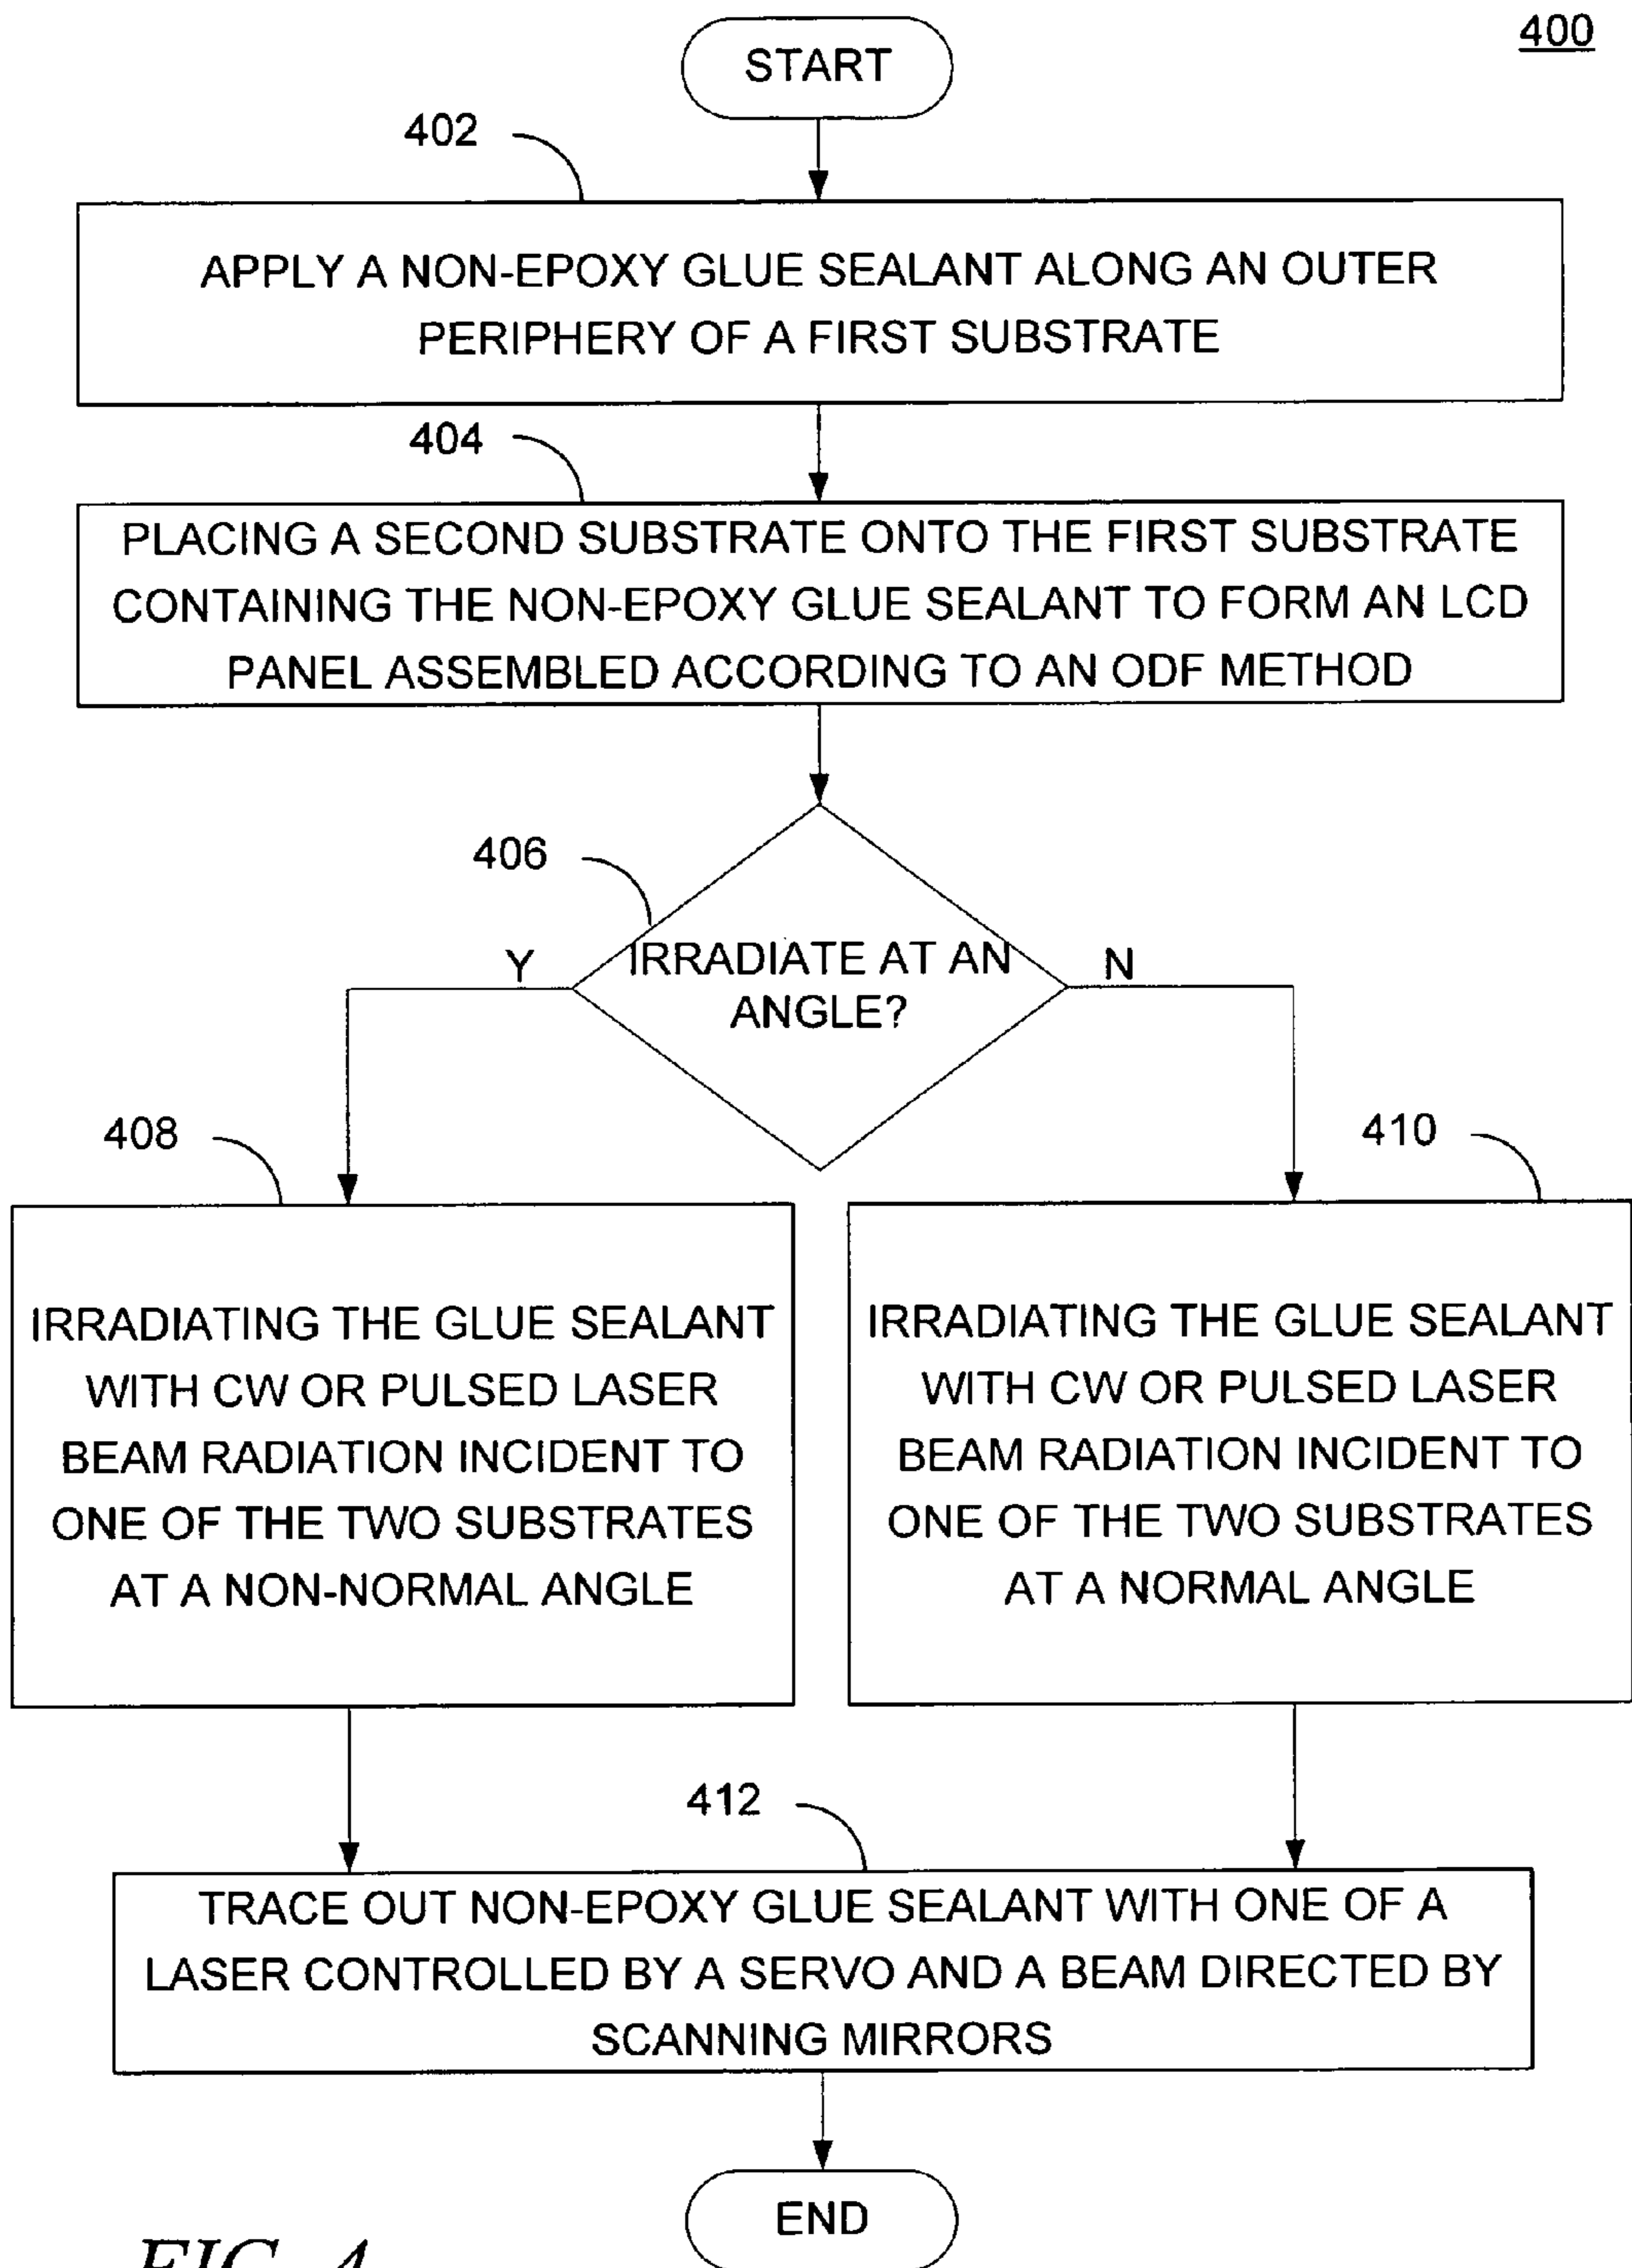 400
START
402
APPLY A NON-EPOXY GLUE SEALANT ALONG AN OUTER
PERIPHERY OF A FIRST SUBSTRATE
404
PLACING A SECOND SUBSTRATE ONTO THE FIRST SUBSTRATE
CONTAINING THE NON-EPOXY GLUE SEALANT TO FORM AN LCD
PANEL ASSEMBLED ACCORDING TO AN ODF METHOD
406
Y
IRRADIATE AT AN
ANGLE?
N
408
IRRADIATING THE GLUE SEALANT
WITH CW OR PULSED LASER
BEAM RADIATION INCIDENT TO
ONE OF THE TWO SUBSTRATES
AT A NON-NORMAL ANGLE
410
IRRADIATING THE GLUE SEALANT
WITH CW OR PULSED LASER
BEAM RADIATION INCIDENT TO
ONE OF THE TWO SUBSTRATES
AT A NORMAL ANGLE
412
TRACE OUT NON-EPOXY GLUE SEALANT WITH ONE OF A
LASER CONTROLLED BY A SERVO AND A BEAM DIRECTED BY
SCANNING MIRRORS
END
FIG. 4